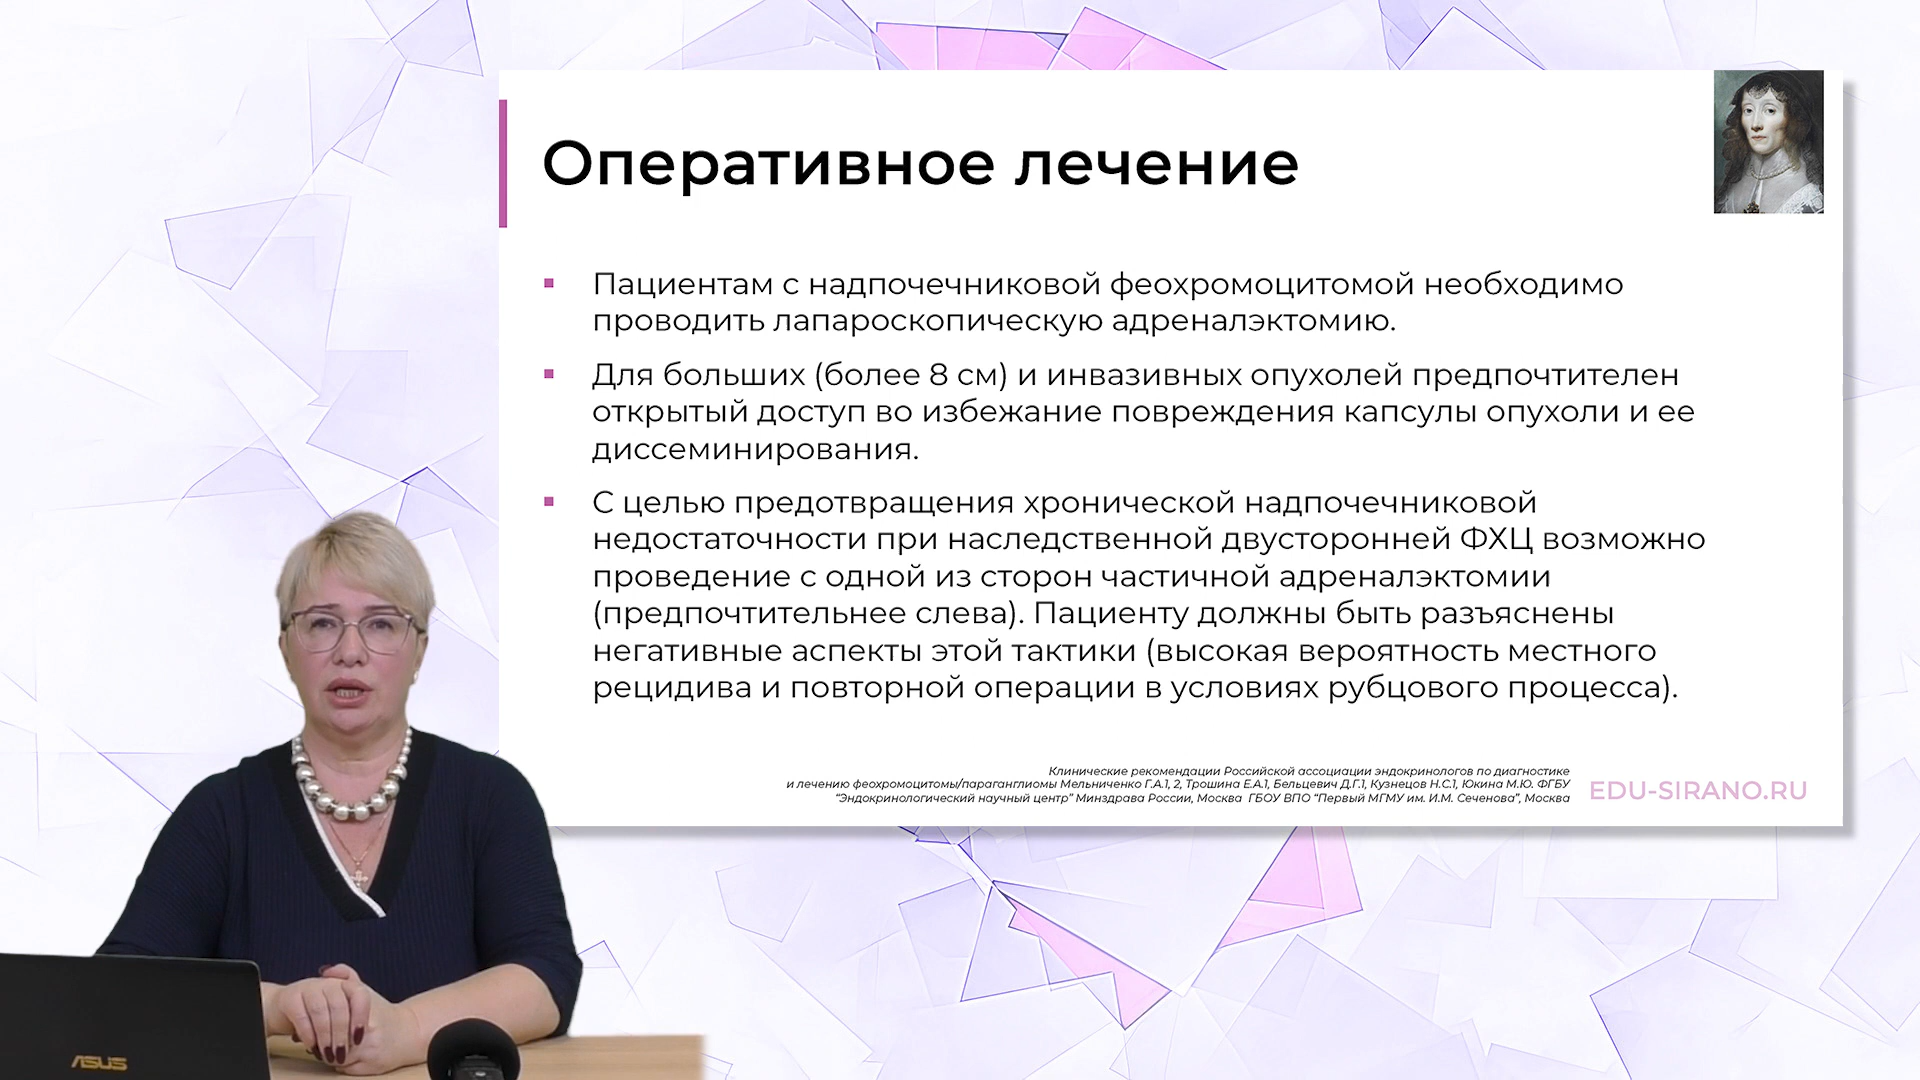 Оперативное лечение
Пациентам с надпочечниковой феохромоцитомой необходимо
проводить лапароскопическую адреналэктомию.
Для больших (более 8 см) и инвазивных опухолей предпочтителен
открытый доступ во избежание повреждения капсулы опухоли и ее
диссеминирования.
С целью предотвращения хронической надпочечниковой
недостаточности при наследственной двусторонней ФХЦ возможно
проведение с одной из сторон частичной адреналэктомии
(предпочтительнее слева). Пациенту должны быть разъяснены
негативные аспекты этой тактики (высокая вероятность местного
рецидива и повторной операции в условиях рубцового процесса).
Клинические рекомендации Российской ассоциации эндокринологов по диагностике
и лечению феохромоцитомы/параганглиомы Мельниченко Г.А.1, 2, Трошина Е.А.1, Бельцевич Д.Г.1, Кузнецов Н.С.1, Юкина М.Ю. ФГБУ
"Эндокринологический научный центр" Минздрава России, Москва ГБОУ ВПО "Первый МГМУ им. И.М. Сеченова", Москва
EDU-SIRANO.RU
ASUS